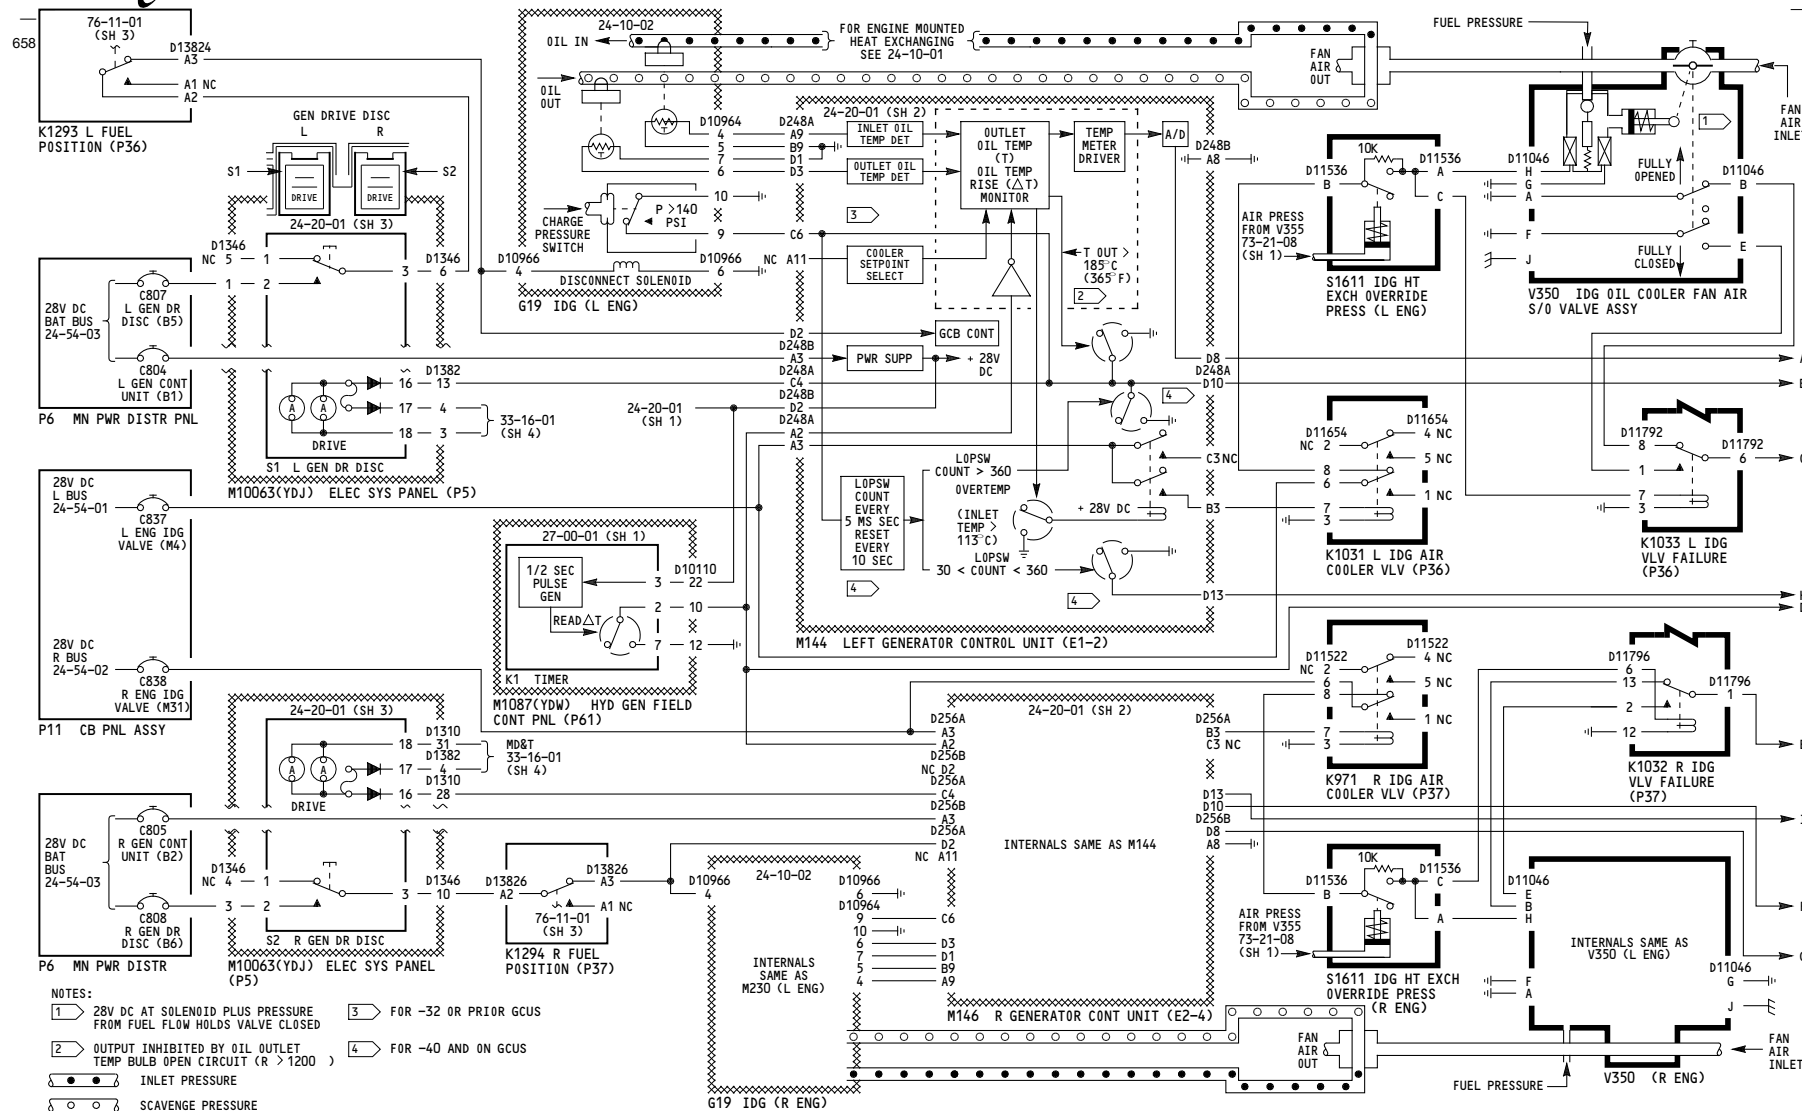 658
76-11-01
(SH 3)
D13824
A3
A1 NC
A2
K1293 L FUEL
POSITION (P36)
GEN DRIVE DISC
L R
S1
S2
DRIVE
DRIVE
24-20-01 (SH 3)
D1346
NC 5
1
3
D1346
6
1
2
28V DC
BAT BUS
24-54-03
C807
L GEN DR
DISC (B5)
C804
L GEN CONT
UNIT (B1)
P6 MN PWR DISTR PNL
D1382
16 13
17 4
18 3
A
A
DRIVE
33-16-01
(SH 4)
S1 L GEN DR DISC
M10063(YDJ) ELEC SYS PANEL (P5)
28V DC
L BUS
24-54-01
C837
L ENG IDG
VALVE (M4)
28V DC
R BUS
24-54-02
C838
R ENG IDG
VALVE (M31)
P11 CB PNL ASSY
24-20-01 (SH 3)
D1310
18 31
D1382
17 4
D1310
16 28
A
A
DRIVE
MD&T
33-16-01
(SH 4)
28V DC
BAT
BUS
24-54-03
C805
R GEN CONT
UNIT (B2)
C808
R GEN DR
DISC (B6)
P6 MN PWR DISTR
D1346
NC 4
1
3
D1346
10
3
2
S2 R GEN DR DISC
M10063(YDJ) ELEC SYS PANEL
(P5)
D13826
A2
D13826
A3
A1 NC
76-11-01
(SH 3)
K1294 R FUEL
POSITION (P37)
24-10-02
OIL IN
OIL
OUT
FOR ENGINE MOUNTED
HEAT EXCHANGING
SEE 24-10-01
T
T
D10964
4
5
7
6
10
9
P >140
PSI
CHARGE
PRESSURE
SWITCH
D10966
4
D10966
6
DISCONNECT SOLENOID
G19 IDG (L ENG)
24-20-01 (SH 2)
D248A
A9
B9
D1
D3
C6
NC A11
INLET OIL
TEMP DET
OUTLET OIL
TEMP DET
3
COOLER
SETPOINT
SELECT
OUTLET
OIL TEMP
(T)
OIL TEMP
RISE (△T)
MONITOR
TEMP
METER
DRIVER
A/D
D248B
A8
T OUT >
185°C
(365°F)
2
D2
D248B
A3
D248A
C4
D248B
D2
D248A
A2
A3
GCB CONT
PWR SUPP
+ 28V
DC
24-20-01
(SH 1)
D8
D248A
D10
4
C3 NC
B3
D13
LOPSW
COUNT
EVERY
5 MS SEC
RESET
EVERY
10 SEC
4
LOPSW
COUNT > 360
OVERTEMP
(INLET
TEMP >
113°C)
+ 28V DC
LOPSW
30 < COUNT < 360
4
M144 LEFT GENERATOR CONTROL UNIT (E1-2)
27-00-01 (SH 1)
1/2 SEC
PULSE
GEN
READ△T
D10110
3 22
2 10
7 12
K1 TIMER
M1087(YDW) HYD GEN FIELD
CONT PNL (P61)
24-20-01 (SH 2)
D256A
A3
A2
D256B
NC D2
D256A
C4
D256B
A3
D256A
D2
NC A11
D256A
B3
C3 NC
D13
D10
D256B
D8
A8
INTERNALS SAME AS M144
C6
D3
D1
B9
A9
M146 R GENERATOR CONT UNIT (E2-4)
24-10-02
D10966
4
D10966
6
D10964
9
10
6
7
5
4
INTERNALS
SAME AS
M230 (L ENG)
G19 IDG (R ENG)
FAN
AIR
OUT
FUEL PRESSURE
FAN
AIR
INLET
1
10K
D11536
B
D11536
A
C
AIR PRESS
FROM V355
73-21-08
(SH 1)
S1611 IDG HT
EXCH OVERRIDE
PRESS (L ENG)
D11046
H
G
A
F
J
FULLY
OPENED
FULLY
CLOSED
D11046
B
E
V350 IDG OIL COOLER FAN AIR
S/O VALVE ASSY
D11654
NC 2
8
6
7
3
D11654
4 NC
5 NC
1 NC
K1031 L IDG AIR
COOLER VLV (P36)
D11792
8
1
7
3
D11792
6
K1033 L IDG
VLV FAILURE
(P36)
D11522
NC 2
6
8
7
3
D11522
4 NC
5 NC
1 NC
K971 R IDG AIR
COOLER VLV (P37)
D11796
6
13
2
12
D11796
1
K1032 R IDG
VLV FAILURE
(P37)
10K
D11536
B
D11536
C
A
AIR PRESS
FROM V355
73-21-08
(SH 1)
S1611 IDG HT EXCH
OVERRIDE PRESS
(R ENG)
D11046
E
B
H
F
A
INTERNALS SAME AS
V350 (L ENG)
D11046
G
J
FAN
AIR
OUT
FUEL PRESSURE
V350 (R ENG)
FAN
AIR
INLET
NOTES:
1 28V DC AT SOLENOID PLUS PRESSURE
FROM FUEL FLOW HOLDS VALVE CLOSED
2 OUTPUT INHIBITED BY OIL OUTLET
TEMP BULB OPEN CIRCUIT (R > 1200 )
3 FOR -32 OR PRIOR GCUS
4 FOR -40 AND ON GCUS
INLET PRESSURE
SCAVENGE PRESSURE